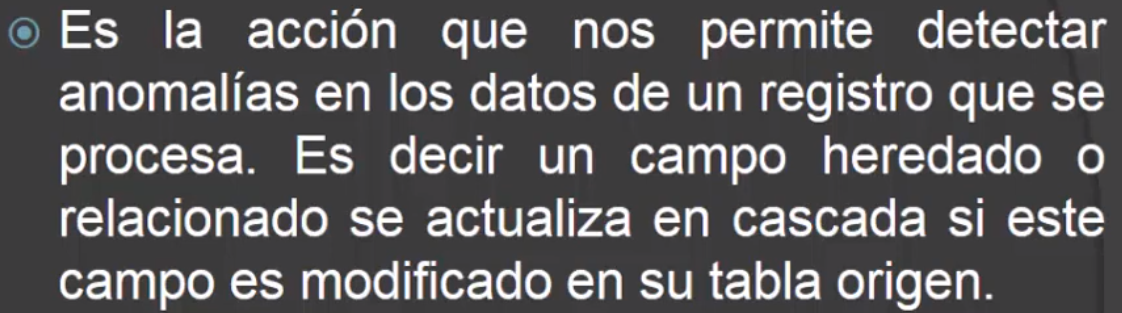 Es la acción que nos permite detectar
anomalías en los datos de un registro que se
procesa. Es decir un campo heredado o
relacionado se actualiza en cascada si este
campo es modificado en su tabla origen.